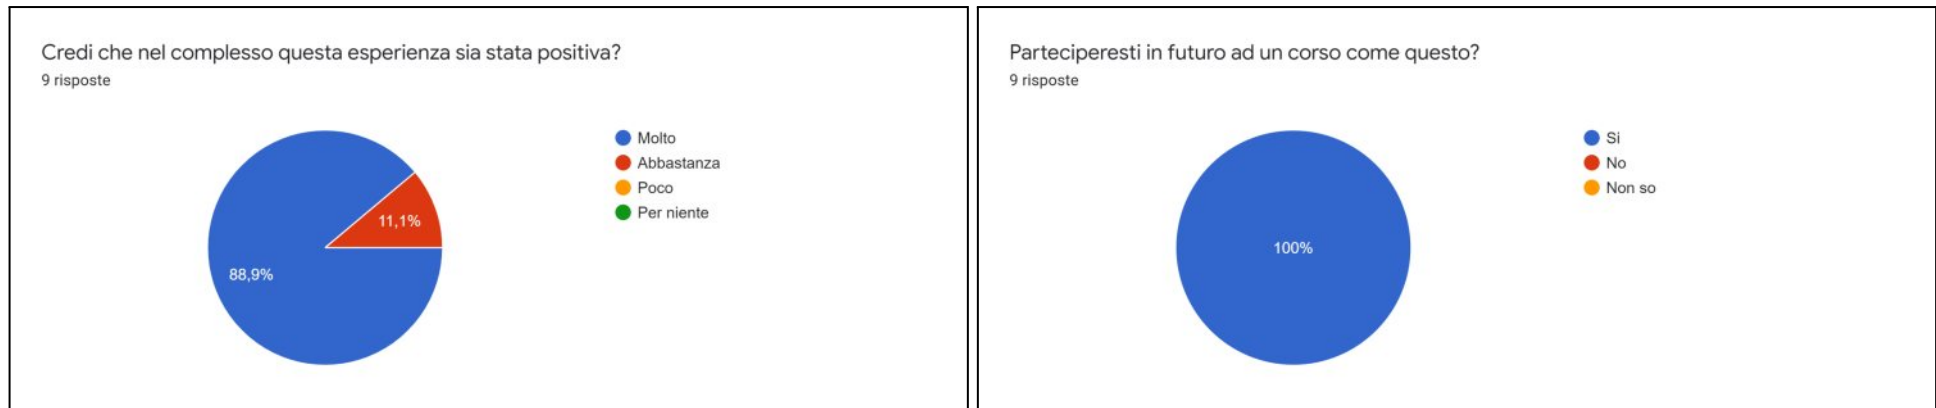 Credi che nel complesso questa esperienza sia stata positiva?
9 risposte
Molto
Abbastanza
Poco
Per niente
11,1%
88,9%
Parteciperesti in futuro ad un corso come questo?
9 risposte
Si
No
Non so
100%